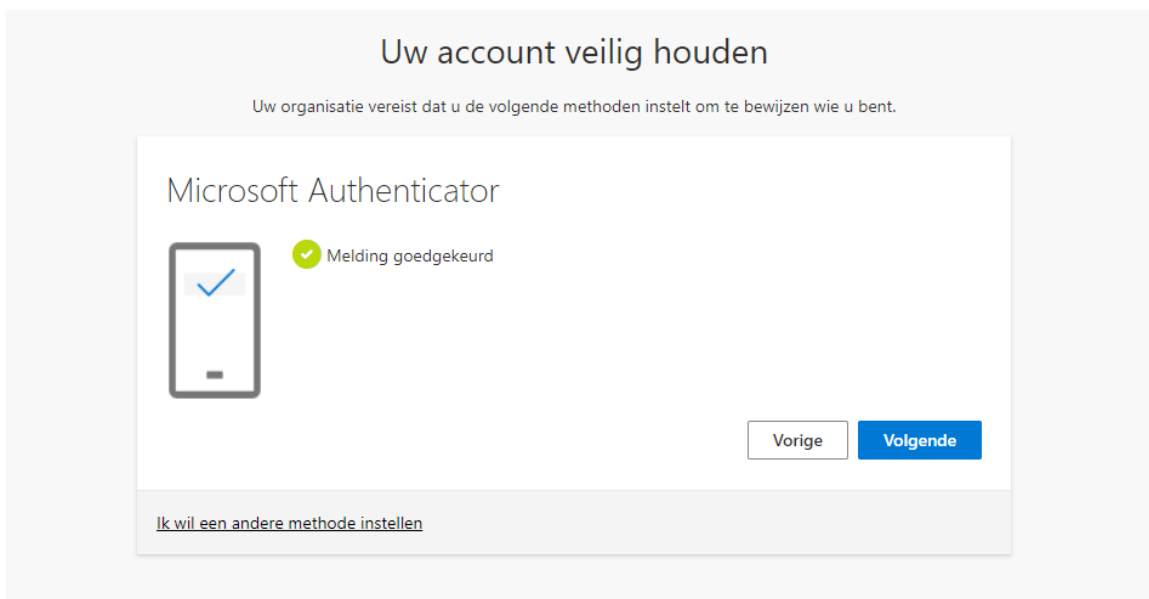 Uw account veilig houden
Uw organisatie vereist dat u de volgende methoden instelt om te bewijzen wie u bent.
Microsoft Authenticator
Melding goedgekeurd
Vorige Volgende
Ik wil een andere methode instellen